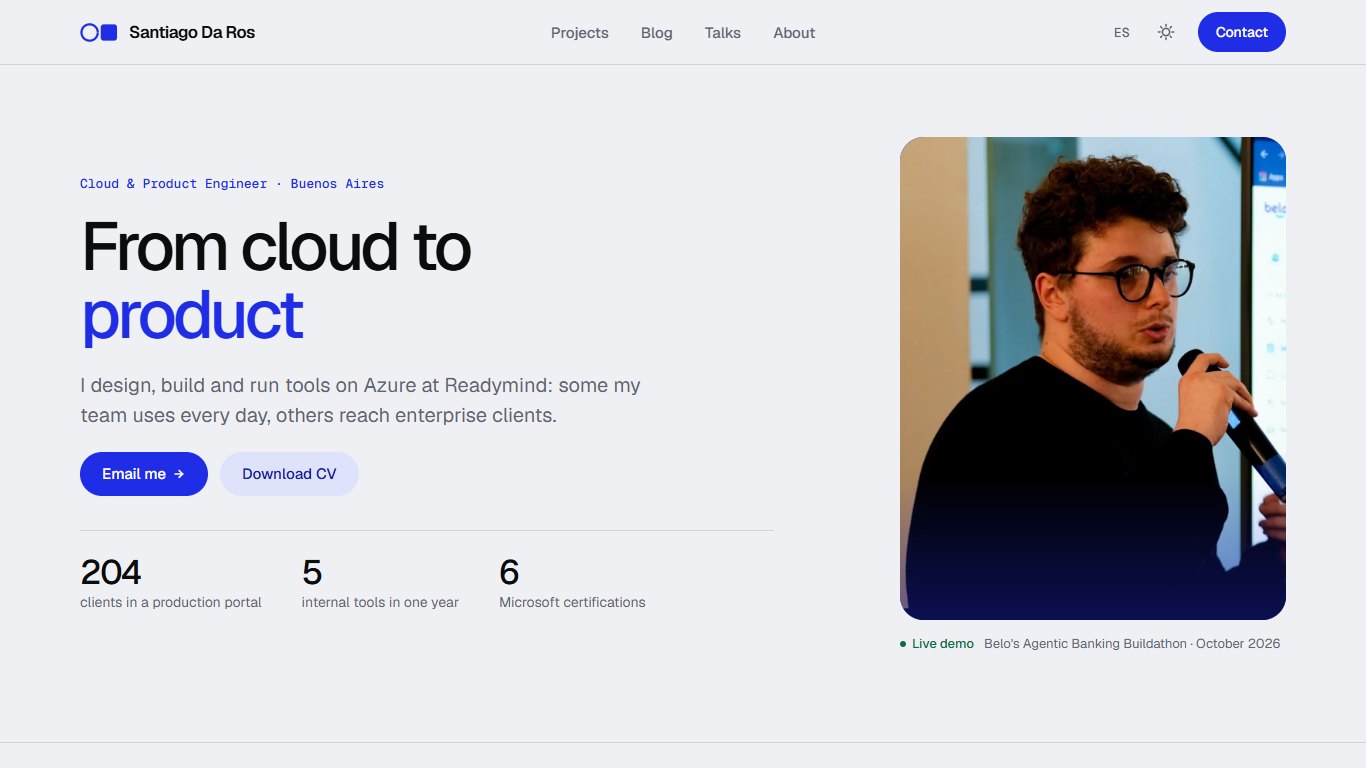 Santiago Da Ros
Projects
Blog
Talks
About
ES
Contact
Cloud & Product Engineer · Buenos Aires
From cloud to
product
I design, build and run tools on Azure at Readymind: some my
team uses every day, others reach enterprise clients.
Email me →
Download CV
204
clients in a production portal
5
internal tools in one year
6
Microsoft certifications
Apps
Live demo
Belo's Agentic Banking Buildathon · October 2026